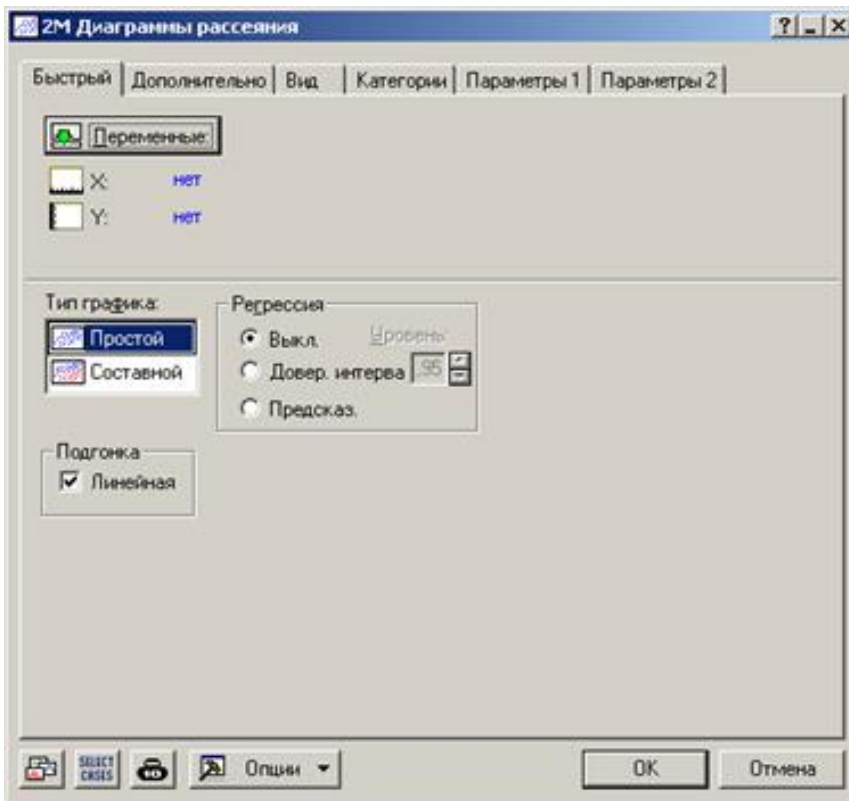 2М Диаграммы рассеяния
Быстрый Дополнительно Вид Категории Параметры 1 Параметры 2
Переменные:
X: нет
Y: нет
Тип графика:
Простой
Составной
Регрессия
Выкл. Уровень:
Довер. интерва .95
Предсказ.
Подгонка
Линейная
SELECT CASES
Опции
OK
Отмена